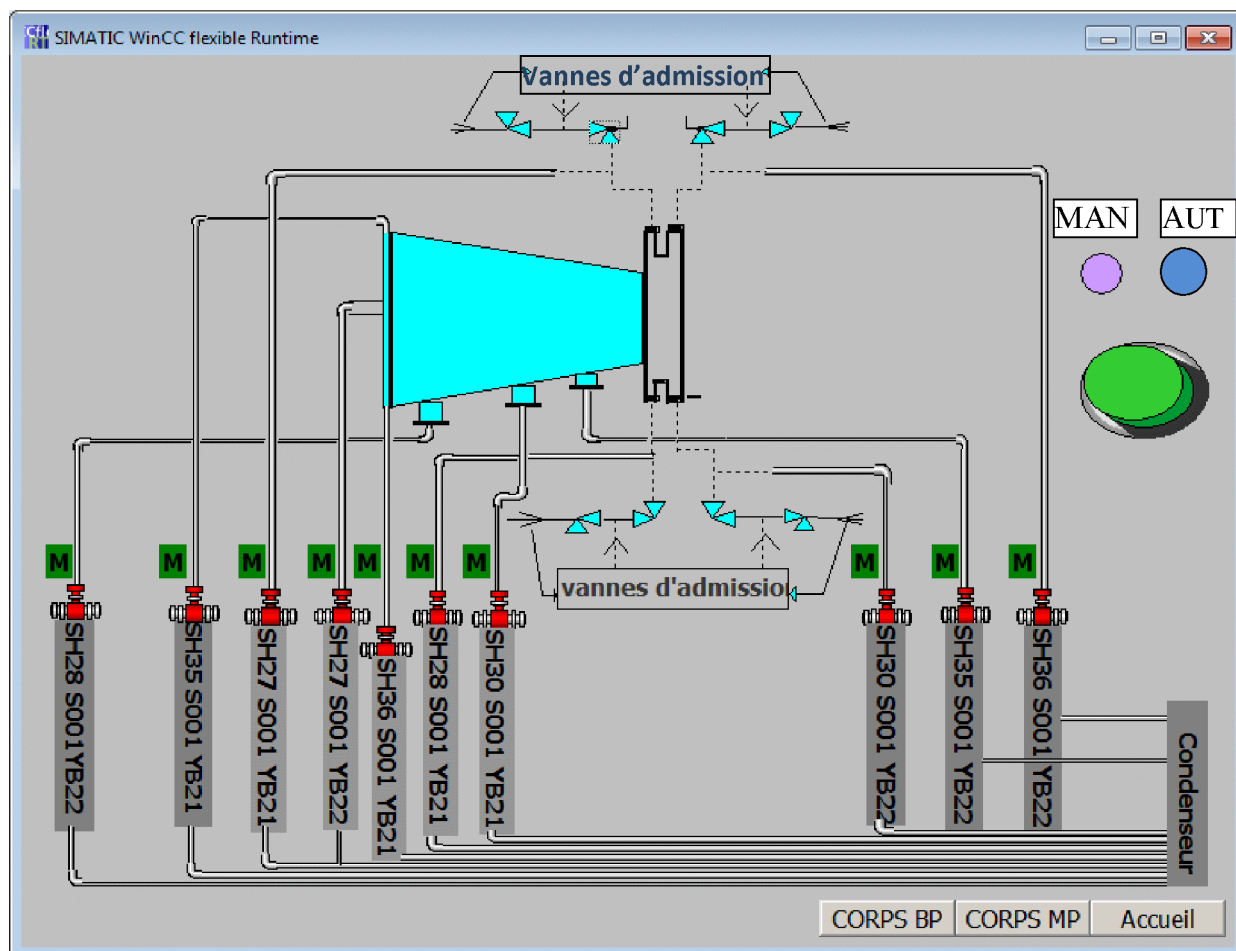 SIMATIC WinCC flexible Runtime
Vannes d’admission
MAN
AUT
M
M
M
M
M
M
M
M
M
M
vannes d'admission
SH28 S001YB22
SH35 S001 YB21
SH27 S001 YB21
SH27 S001 YB22
SH36 S001 YB21
SH28 S001 YB21
SH30 S001 YB21
SH30 S001 YB22
SH35 S001 YB22
SH36 S001 YB22
Condenseur
CORPS BP
CORPS MP
Accueil